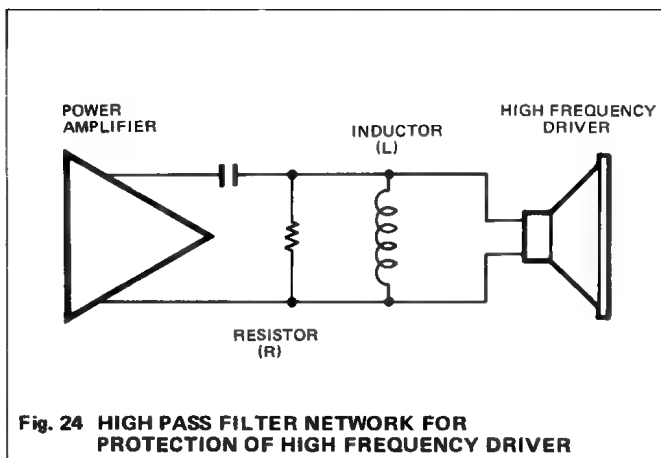 POWER
AMPLIFIER
HIGH FREQUENCY
DRIVER
INDUCTOR
(L)
RESISTOR
(R)
Fig. 24 HIGH PASS FILTER NETWORK FOR
PROTECTION OF HIGH FREQUENCY DRIVER